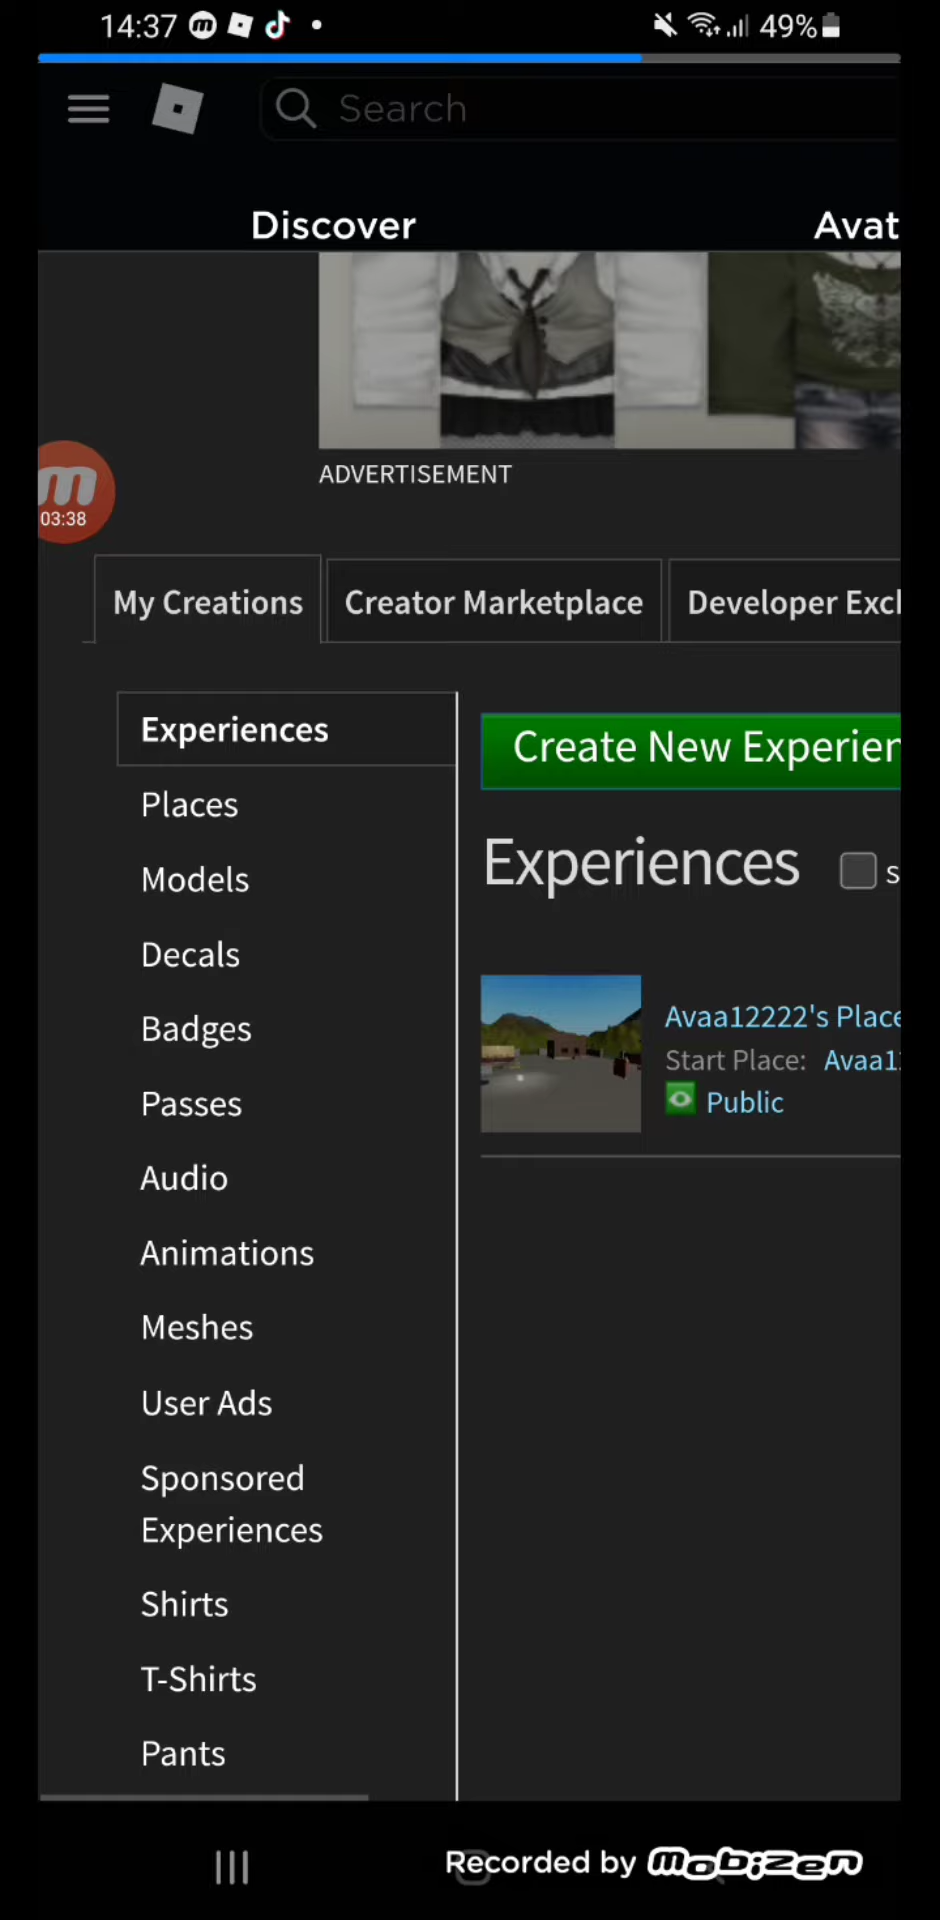 14:37
49%
Search
Discover
Avat
ADVERTISEMENT
m
03:38
My Creations
Creator Marketplace
Developer Excl
Experiences
Create New Experien
Places
Experiences
s
Models
Decals
Avaa12222's Place
Badges
Start Place: Avaa12
Passes
Public
Audio
Animations
Meshes
User Ads
Sponsored
Experiences
Shirts
T-Shirts
Pants
Recorded by mobizen